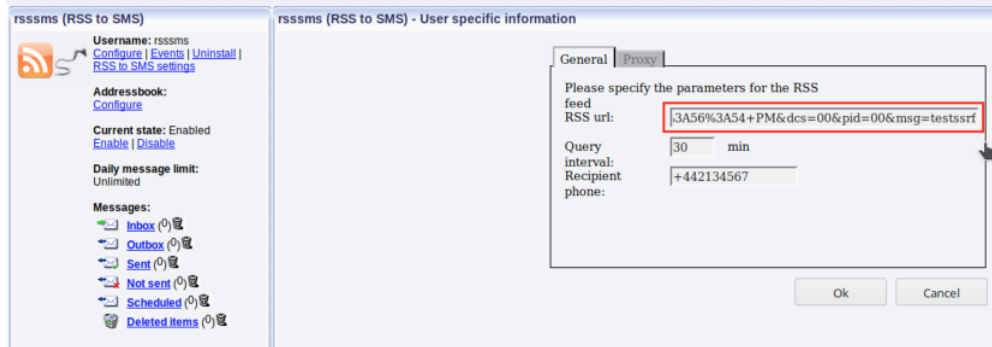 rsssms (RSS to SMS)
Username: rsssms
Configure | Events | Uninstall |
RSS to SMS settings
Addressbook:
Configure
Current state: Enabled
Enable | Disable
Daily message limit:
Unlimited
Messages:
Inbox (0)
Outbox (0)
Sent (0)
Not sent (0)
Scheduled (0)
Deleted items (0)
rsssms (RSS to SMS) - User specific information
General Proxy
Please specify the parameters for the RSS
feed
RSS url: %3A56%3A54+PM&dcs=00&pid=00&msg=testssrf
Query
interval: 30 min
Recipient
phone: +442134567
Ok Cancel